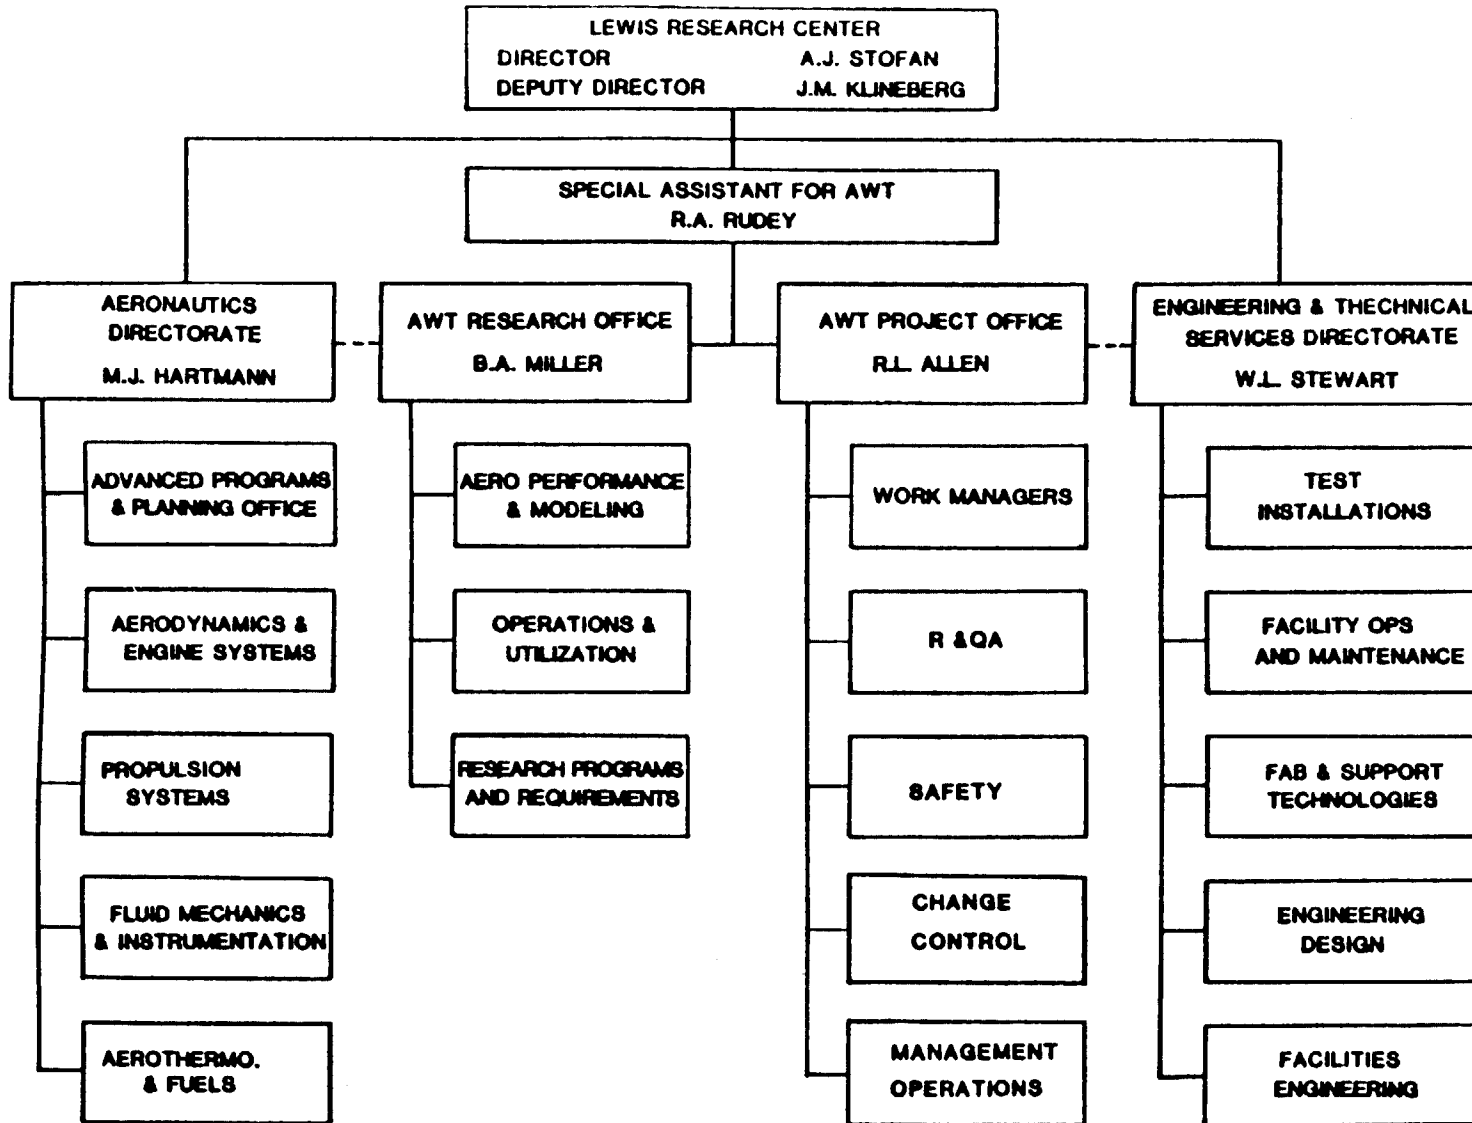 LEWIS RESEARCH CENTER
DIRECTOR A.J. STOFAN
DEPUTY DIRECTOR J.M. KLINEBERG
SPECIAL ASSISTANT FOR AWT
R.A. RUDEY
AERONAUTICS
DIRECTORATE
M.J. HARTMANN
AWT RESEARCH OFFICE
B.A. MILLER
AWT PROJECT OFFICE
R.L. ALLEN
ENGINEERING & THECHNICAL
SERVICES DIRECTORATE
W.L. STEWART
ADVANCED PROGRAMS
& PLANNING OFFICE
AERODYNAMICS &
ENGINE SYSTEMS
PROPULSION
SYSTEMS
FLUID MECHANICS
& INSTRUMENTATION
AEROTHERMO.
& FUELS
AERO PERFORMANCE
& MODELING
OPERATIONS &
UTILIZATION
RESEARCH PROGRAMS
AND REQUIREMENTS
WORK MANAGERS
R &QA
SAFETY
CHANGE
CONTROL
MANAGEMENT
OPERATIONS
TEST
INSTALLATIONS
FACILITY OPS
AND MAINTENANCE
FAB & SUPPORT
TECHNOLOGIES
ENGINEERING
DESIGN
FACILITIES
ENGINEERING